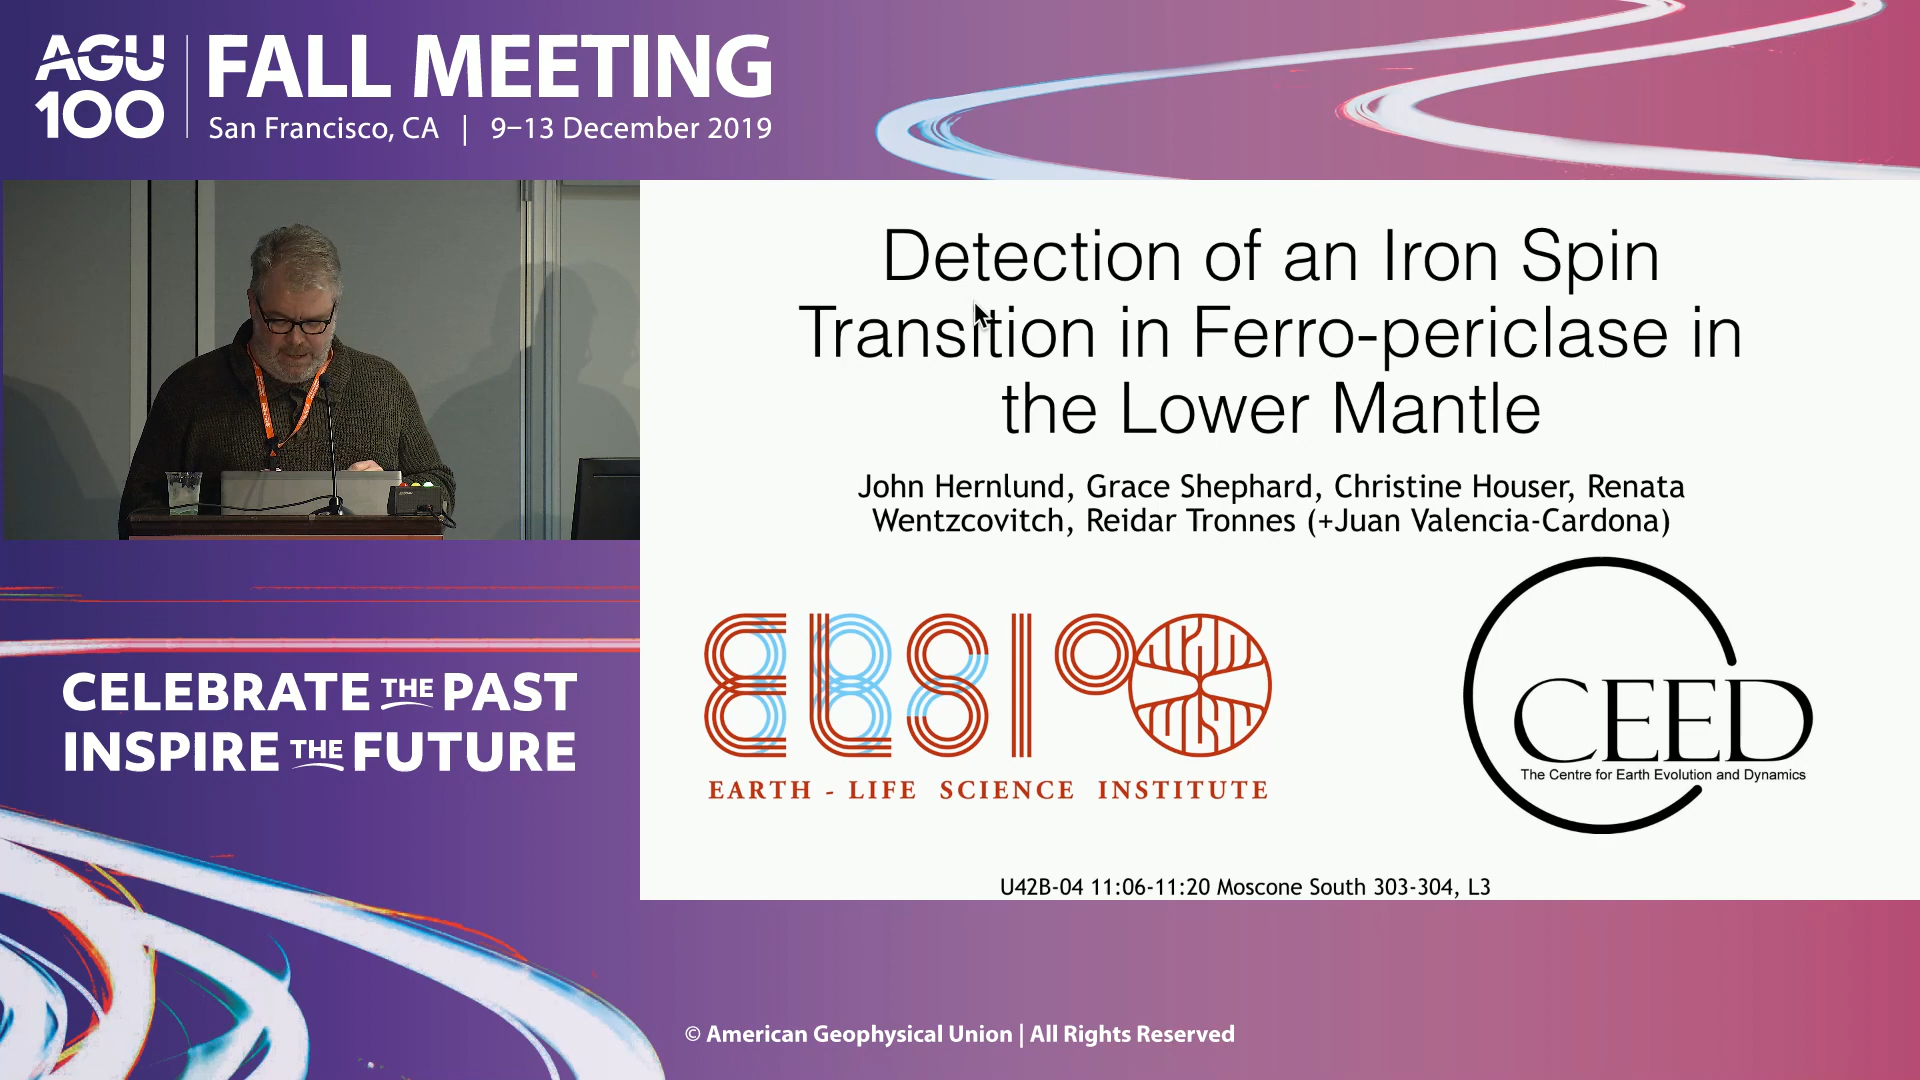 AGU
100
FALL MEETING
San Francisco, CA | 9–13 December 2019
Detection of an Iron Spin
Transition in Ferro-periclase in
the Lower Mantle
John Hernlund, Grace Shephard, Christine Houser, Renata
Wentzcovitch, Reidar Tronnes (+Juan Valencia-Cardona)
ELSI
EARTH - LIFE SCIENCE INSTITUTE
CEED
The Centre for Earth Evolution and Dynamics
U42B-04 11:06-11:20 Moscone South 303-304, L3
CELEBRATE THE PAST
INSPIRE THE FUTURE
© American Geophysical Union | All Rights Reserved